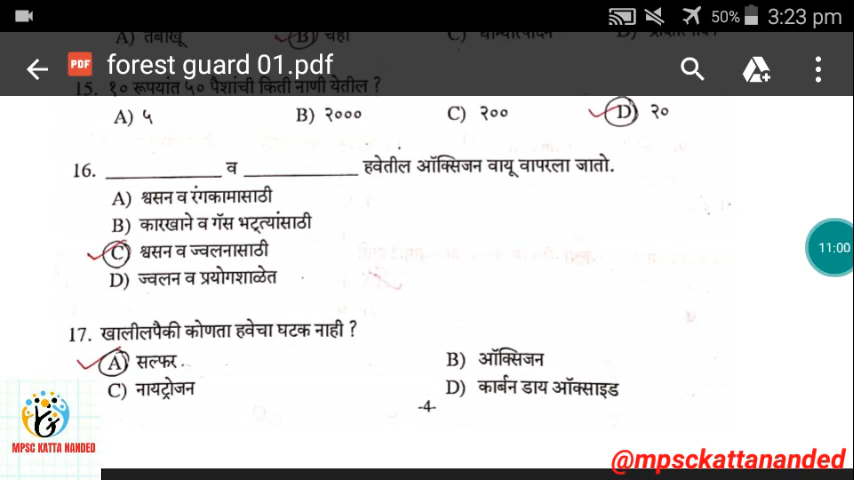 50% 3:23 pm
A) तंबाखू B) चहा C)
PDF forest guard 01.pdf
15. १० रूपयांत ५० पैशांची किती नाणी येतील ?
A) ५ B) २००० C) २०० D) २०
16. __________ व __________ हवेतील ऑक्सिजन वायू वापरला जातो.
A) श्वसन व रंगकामासाठी
B) कारखाने व गॅस भट्ट्यांसाठी
C) श्वसन व ज्वलनासाठी
D) ज्वलन व प्रयोगशाळेत
11:00
17. खालीलपैकी कोणता हवेचा घटक नाही ?
A) सल्फर B) ऑक्सिजन
C) नायट्रोजन D) कार्बन डाय ऑक्साइड
-4-
MPSC KATTA NANDED
@mpsckattananded